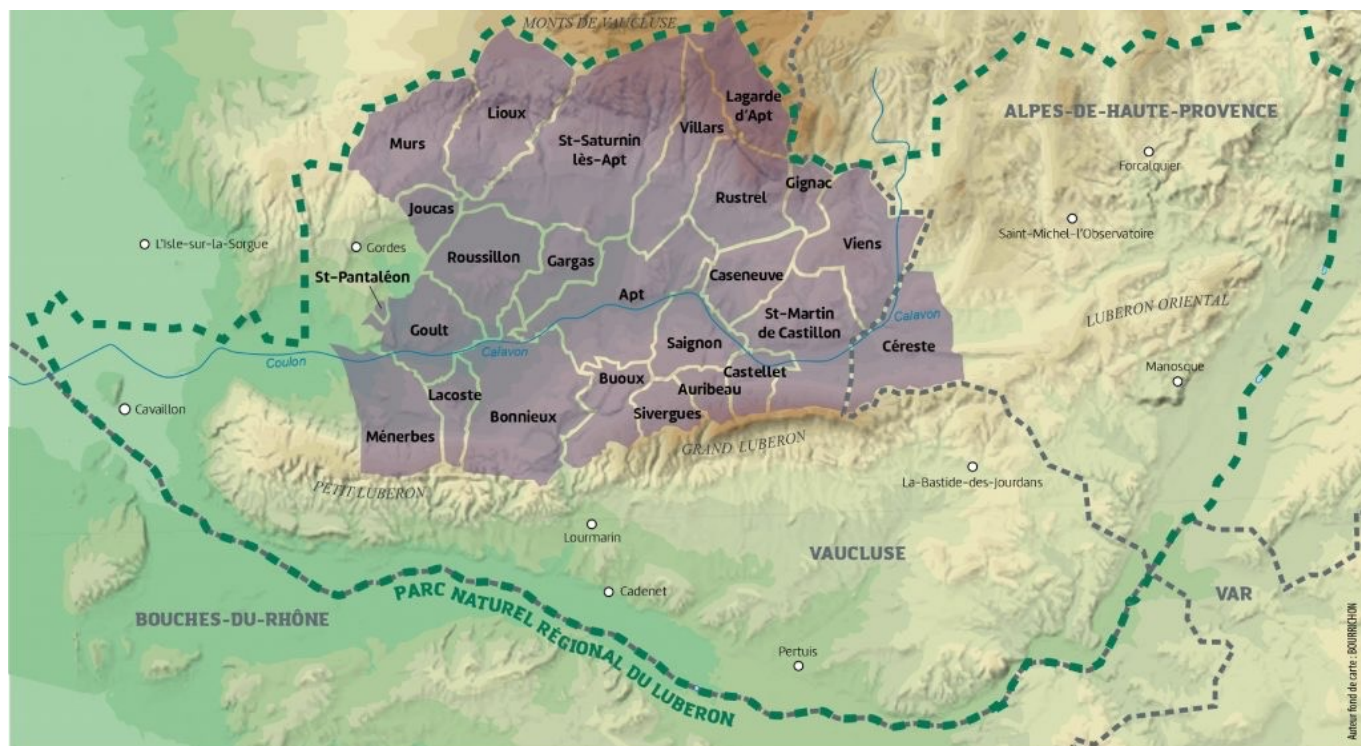 MONTS DE VAUCLUSE
Lioux
Lagarde
d'Apt
ALPES-DE-HAUTE-PROVENCE
Murs
St-Saturnin
lès-Apt
Villars
Forcalquier
Gignac
Joucas
Rustrel
Saint-Michel-l'Observatoire
L'Isle-sur-la-Sorgue
Gordes
Roussillon
Gargas
Viens
St-Pantaléon
Caseneuve
Apt
LUBERON ORIENTAL
Goult
St-Martin
de Castillon
Calavon
Calavon
Coulon
Saignon
Céreste
Manosque
Castellet
Buoux
Auribeau
Lacoste
Cavaillon
Bonnieux
Sivergues
Ménerbes
GRAND LUBERON
La-Bastide-des-Jourdans
PETIT LUBERON
Lourmarin
VAUCLUSE
Cadenet
VAR
BOUCHES-DU-RHÔNE
PARC NATUREL RÉGIONAL DU LUBERON
Pertuis
Auteur fond de carte : BOURRICHON